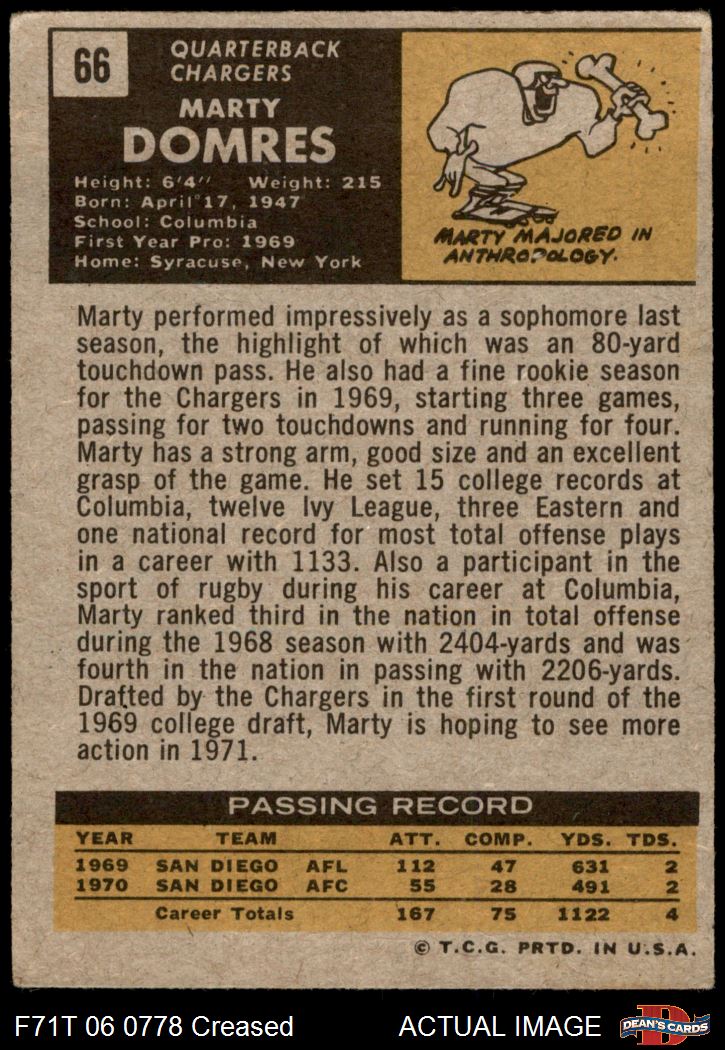 66
QUARTERBACK
CHARGERS
MARTY
DOMRES
Height: 6'4" Weight: 215
Born: April 17, 1947
School: Columbia
First Year Pro: 1969
Home: Syracuse, New York
MARTY MAJORED IN
ANTHROPOLOGY.
Marty performed impressively as a sophomore last
season, the highlight of which was an 80-yard
touchdown pass. He also had a fine rookie season
for the Chargers in 1969, starting three games,
passing for two touchdowns and running for four.
Marty has a strong arm, good size and an excellent
grasp of the game. He set 15 college records at
Columbia, twelve Ivy League, three Eastern and
one national record for most total offense plays
in a career with 1133. Also a participant in the
sport of rugby during his career at Columbia,
Marty ranked third in the nation in total offense
during the 1968 season with 2404-yards and was
fourth in the nation in passing with 2206-yards.
Drafted by the Chargers in the first round of the
1969 college draft, Marty is hoping to see more
action in 1971.
PASSING RECORD
YEAR TEAM ATT. COMP. YDS. TDS.
1969 SAN DIEGO AFL 112 47 631 2
1970 SAN DIEGO AFC 55 28 491 2
Career Totals 167 75 1122 4
© T.C.G. PRTD. IN U.S.A.
F71T 06 0778 Creased ACTUAL IMAGE
D
DEAN'S CARDS